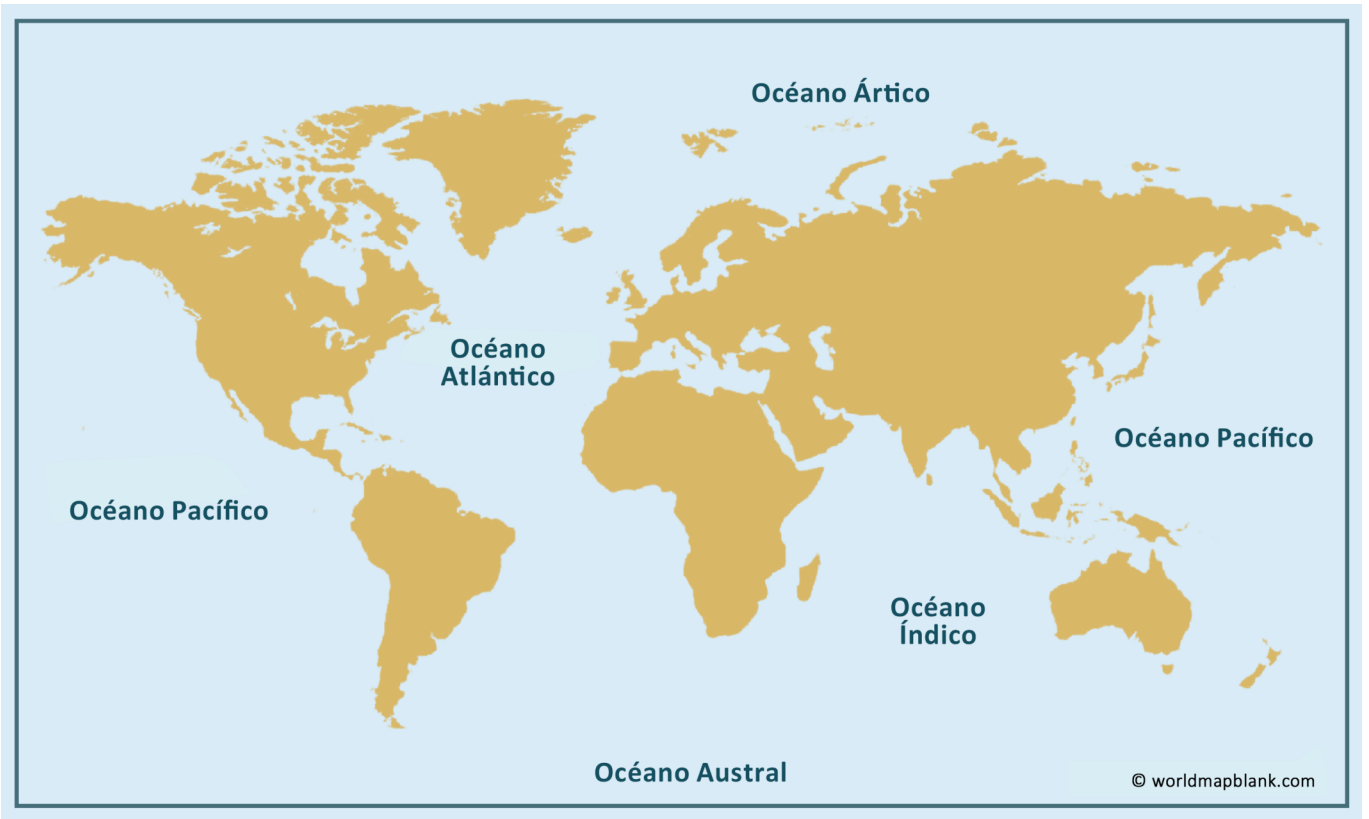 Océano Ártico
Océano
Atlántico
Océano Pacífico
Océano Pacífico
Océano
Índico
Océano Austral
© worldmapblank.com